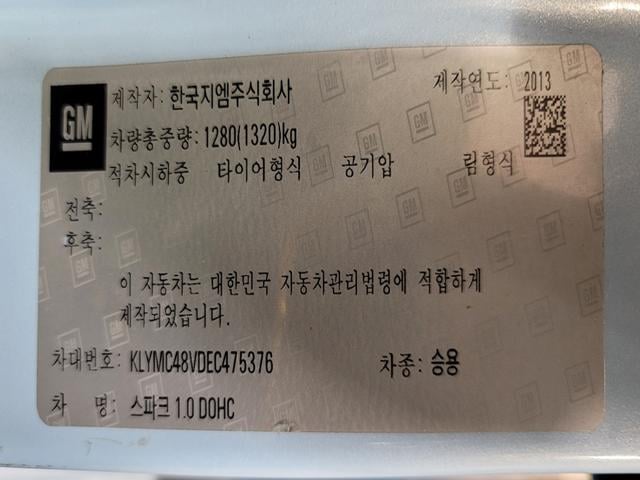 GM 제작자: 한국지엠주식회사 제작연도: 2013
차량총중량: 1280(1320)kg
적차시하중 타이어형식 공기압 림형식
전축:
후축:
이 자동차는 대한민국 자동차관리법령에 적합하게
제작되었습니다.
차대번호: KLYMC48VDEC475376 차종: 승용
차 명: 스파크 1.0 DOHC